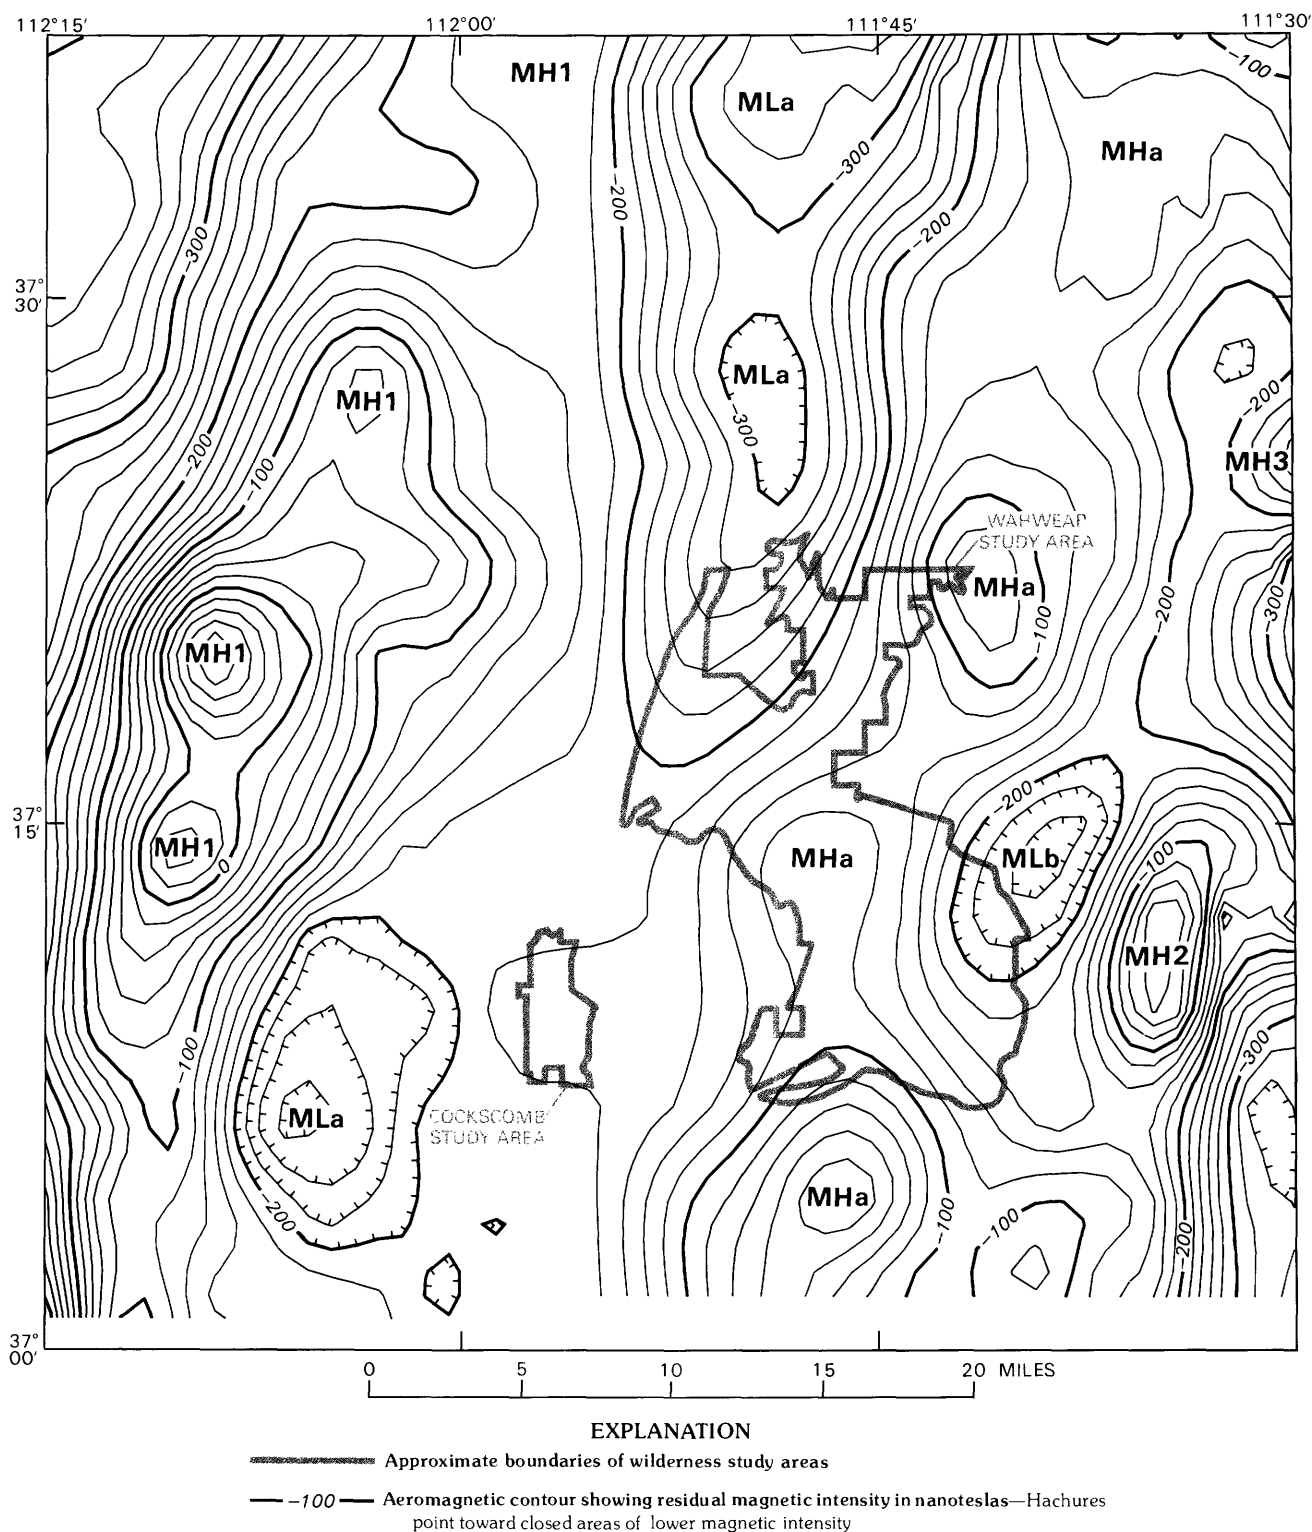 112°15′ 112°00′ 111°45′ 111°30′
-100
MH1
MLa
MHa
-300
-200
-200
-300
37°
30′
MLa
MH1
-300
-200
-200
-100
MH3
WAHWEAP
STUDY AREA
MHa
-200
-300
-100
MH1
-200
37°
15′
MH1
0
MHa
MLb
-100
MH2
-100
-300
MLa
COCKSCOMB
STUDY AREA
-200
MHa
-100
-100
-200
37°
00′
0 5 10 15 20 MILES
EXPLANATION
Approximate boundaries of wilderness study areas
-100 Aeromagnetic contour showing residual magnetic intensity in nanoteslas—Hachures
point toward closed areas of lower magnetic intensity